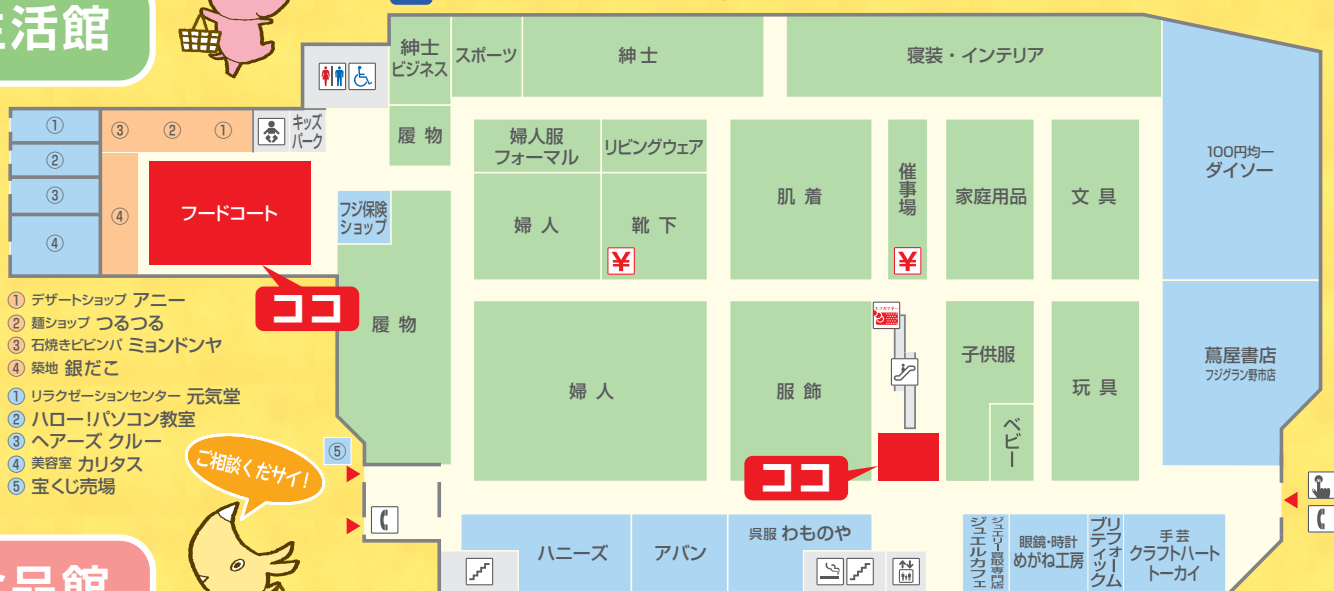 活館
紳士
ビジネス
スポーツ
紳士
寝装・インテリア
100円均一
ダイソー
①
②
③
④
③
②
①
④
キッズ
パーク
フードコート
ココ
履物
フジ保険
ショップ
履物
婦人服
フォーマル
リビングウェア
婦人
靴下
¥
肌着
催事場
¥
家庭用品
文具
婦人
服飾
子供服
ベビー
玩具
蔦屋書店
フジグラン野市店
ココ
① デザートショップ アニー
② 麺ショップ つるつる
③ 石焼きビビンバ ミョンドンヤ
④ 築地 銀だこ
① リラクゼーションセンター 元気堂
② ハロー!パソコン教室
③ ヘアーズ クルー
④ 美容室 カリタス
⑤ 宝くじ売場
⑤
ご相談くだサイ!
ハニーズ
アバン
呉服 わものや
ジュエリー買取専門店
ジュエルカフェ
眼鏡・時計
めがね工房
リフォーム
ブティックム
手芸
クラフトハート
トーカイ
品館